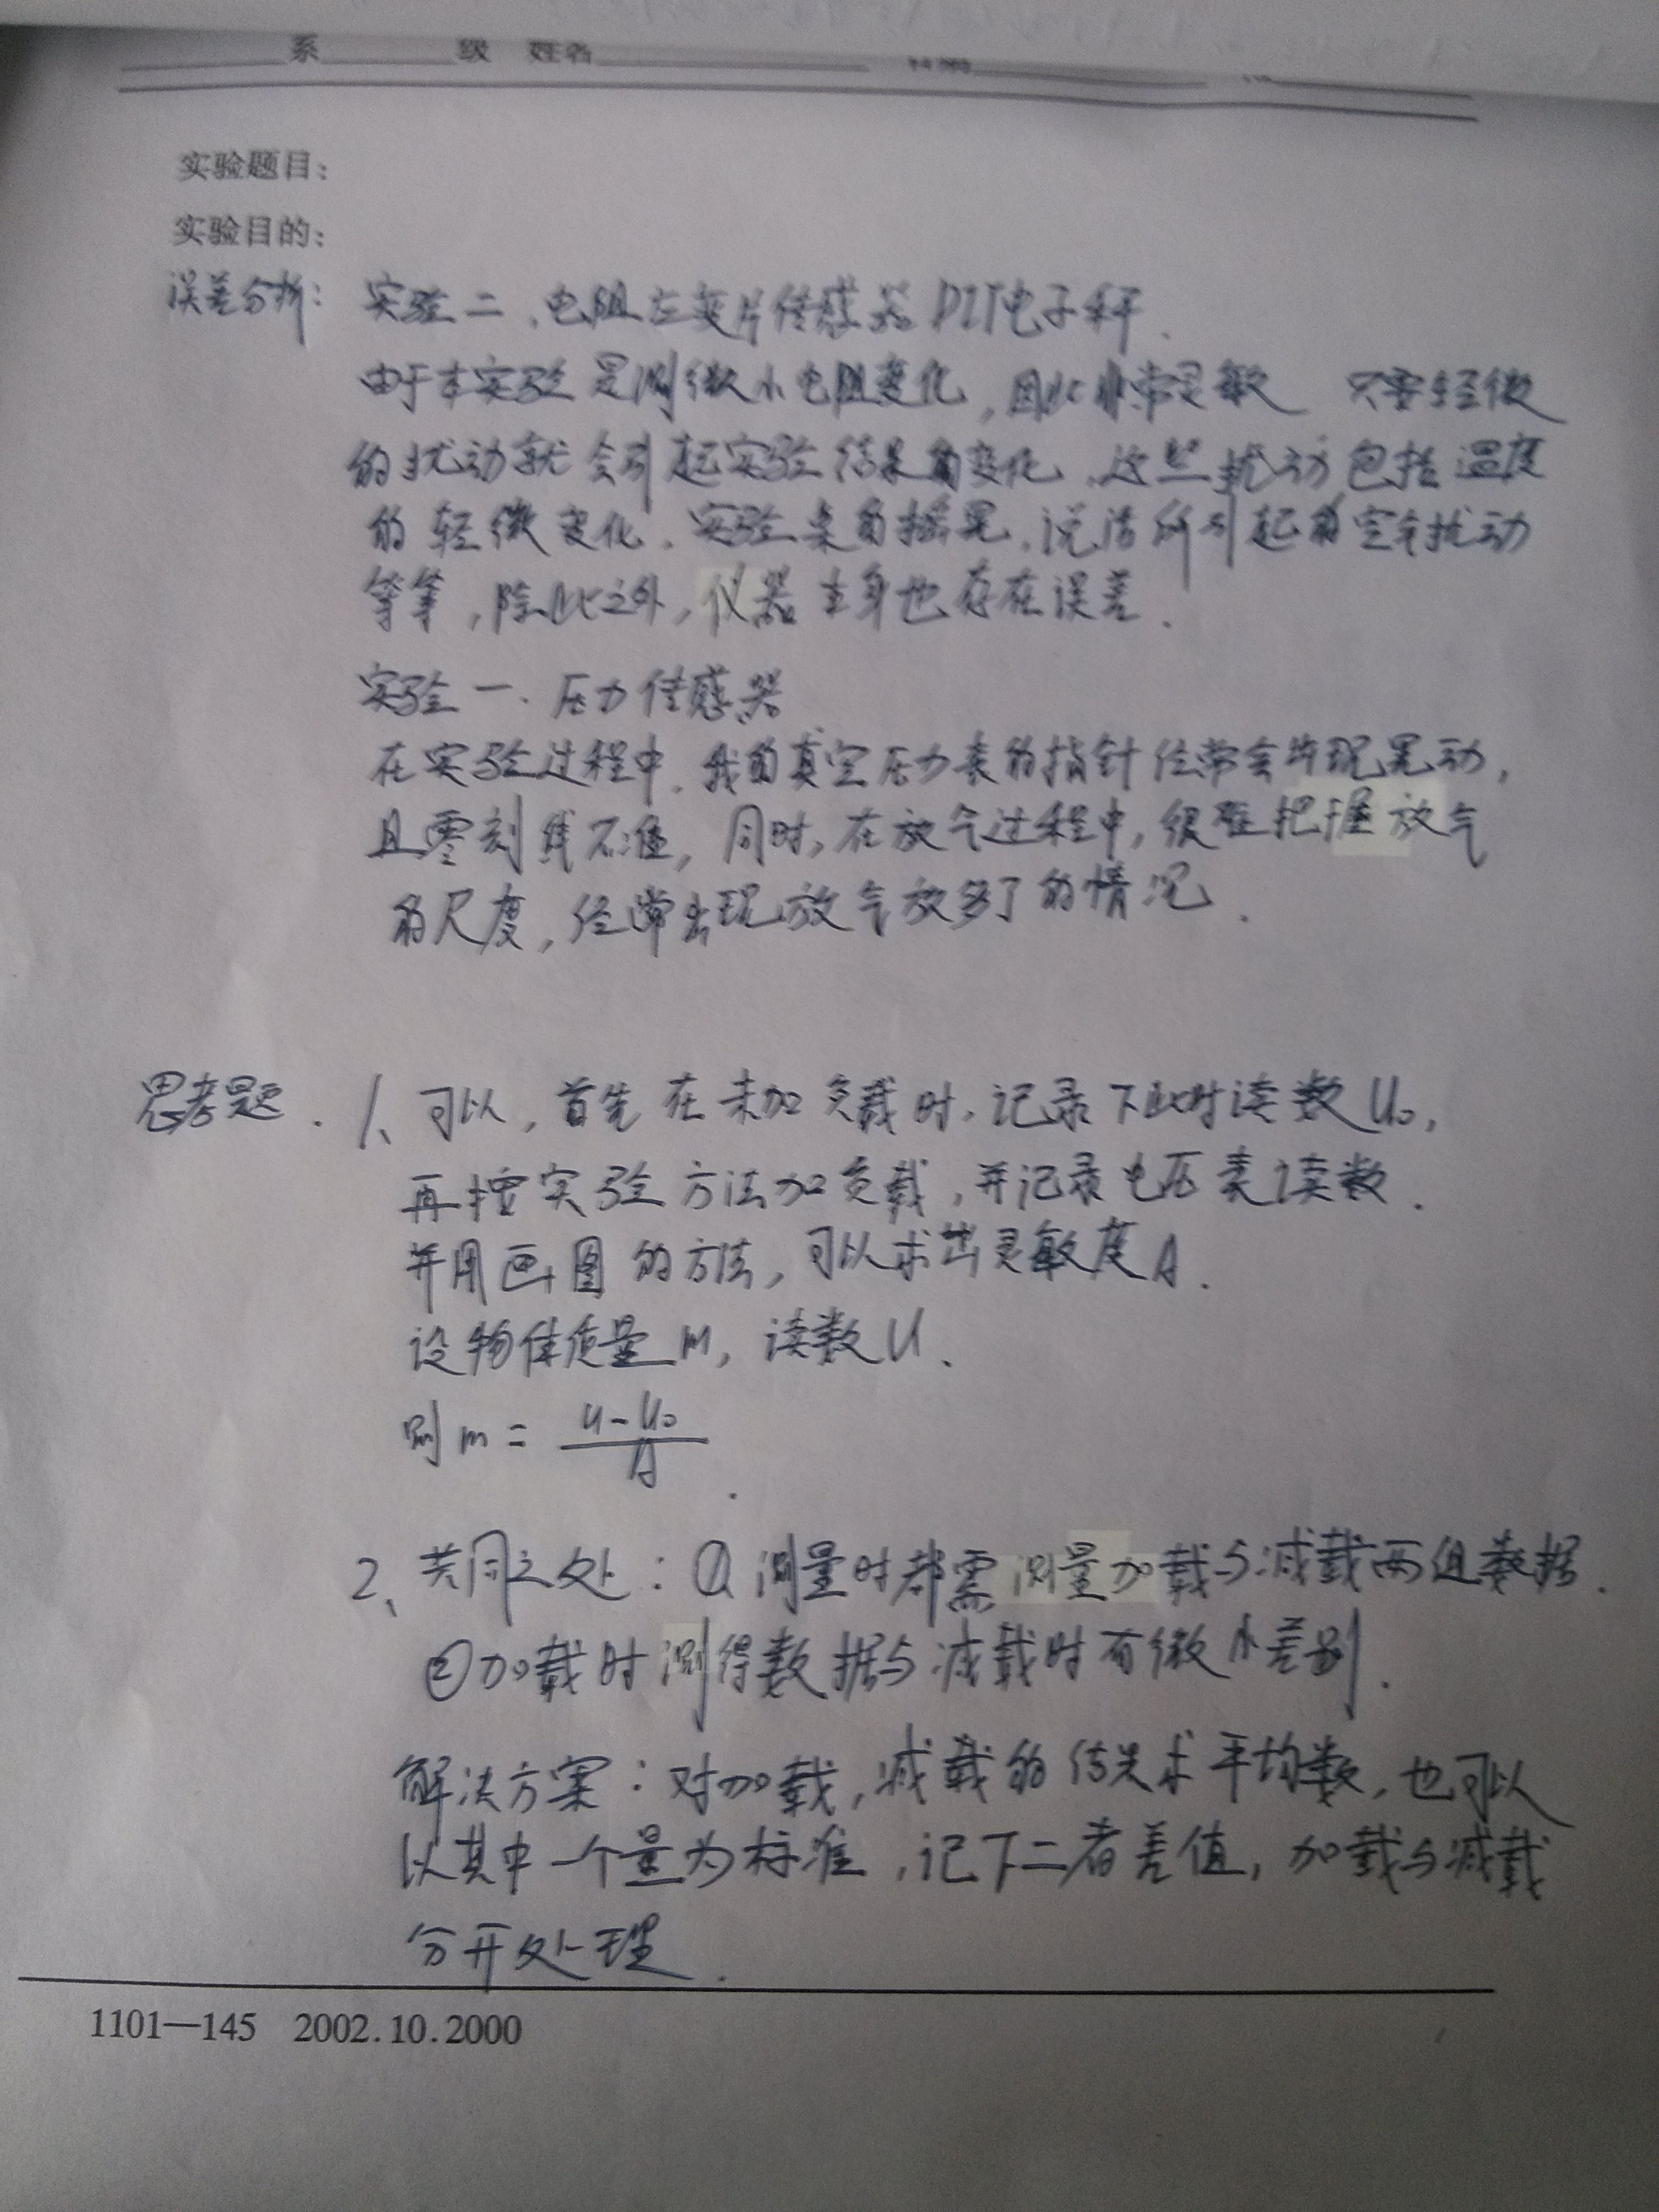 系 级 姓名
实验题目:
实验目的:
误差分析: 实验二、电阻应变片传感器DIY电子秤.
由于本实验是测微小电阻变化,因此非常灵敏 只要轻微
的扰动就会引起实验结果的变化.这些扰动包括温度
的轻微变化.实验桌的摇晃,说话所引起的空气扰动
等等,除此之外,仪器本身也存在误差.
实验一.压力传感器
在实验过程中.我的真空压力表的指针经常会出现晃动,
且零刻线不准,同时,在放气过程中,很难把握放气
的尺度,经常出现放气放多了的情况.
思考题. 1、可以,首先在未加负载时,记录下此时读数U₀,
再按实验方法加负载,并记录电压表读数.
并用画图的方法,可以求出灵敏度A.
设物体质量m,读数U.
则m = \frac{U-U₀}{A}.
2、共同之处:①测量时都需测量加载与减载两组数据.
②加载时测得数据与减载时有微小差别.
解决方案:对加载,减载的结果求平均数,也可以
以其中一个量为标准,记下二者差值,加载与减载
分开处理.
1101—145 2002.10.2000